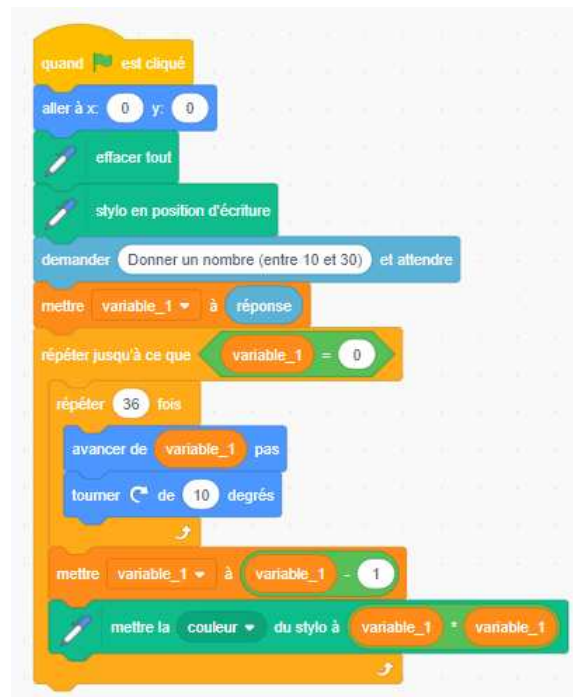 quand est cliqué
aller à x: 0 y: 0
effacer tout
stylo en position d'écriture
demander Donner un nombre (entre 10 et 30) et attendre
mettre variable_1 à réponse
répéter jusqu'à ce que variable_1 = 0
répéter 36 fois
avancer de variable_1 pas
tourner de 10 degrés
mettre variable_1 à variable_1 - 1
mettre la couleur du stylo à variable_1 * variable_1